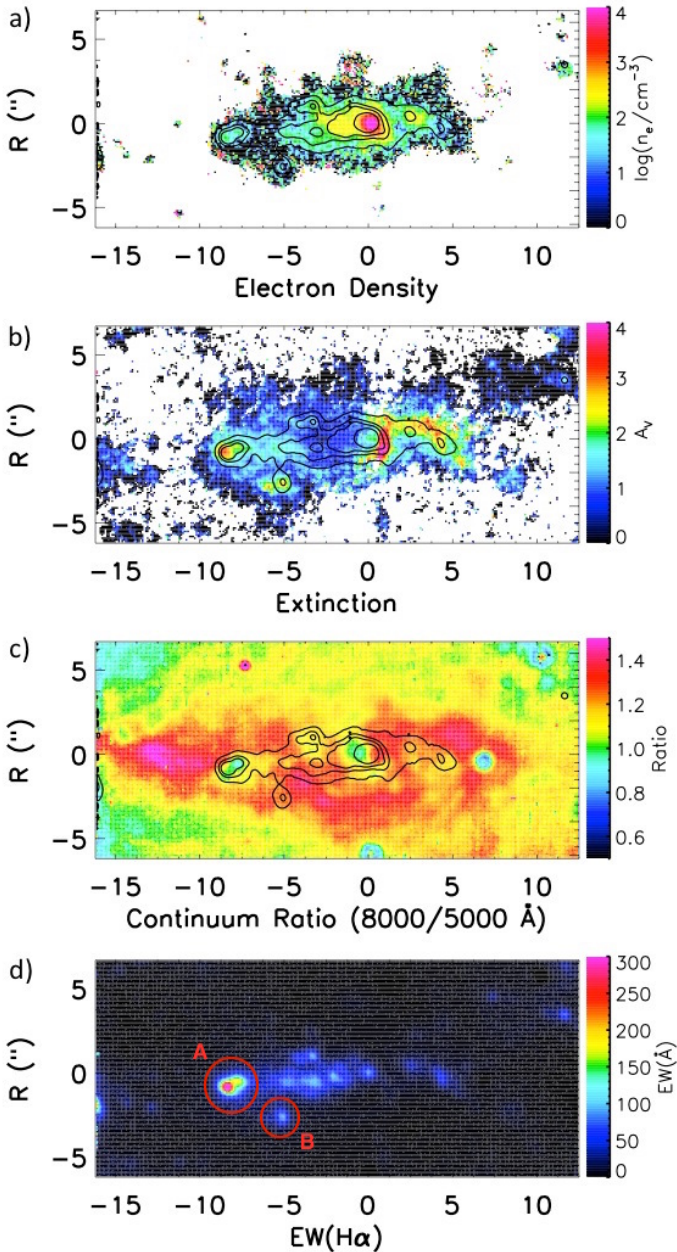 a)
5
0
−5
R (")
−15 −10 −5 0 5 10
Electron Density
4
3
2
1
0
log(nₑ/cm⁻³)
b)
5
0
−5
R (")
−15 −10 −5 0 5 10
Extinction
4
3
2
1
0
Aᵥ
c)
5
0
−5
R (")
−15 −10 −5 0 5 10
Continuum Ratio (8000/5000 Å)
1.4
1.2
1.0
0.8
0.6
Ratio
d)
5
0
−5
R (")
A
B
−15 −10 −5 0 5 10
EW(Hα)
300
250
200
150
100
50
0
EW(Å)